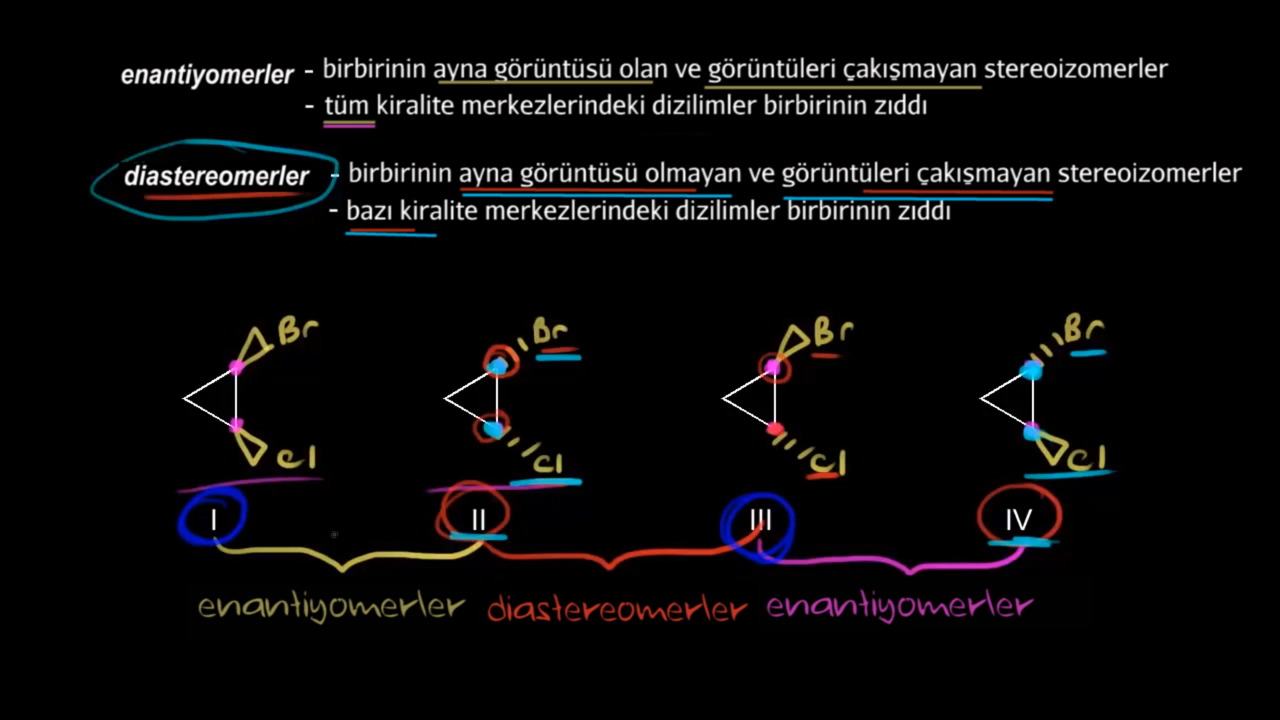 enantiyomerler - birbirinin ayna görüntüsü olan ve görüntüleri çakışmayan stereoizomerler
- tüm kiralite merkezlerindeki dizilimler birbirinin zıddı
diastereomerler - birbirinin ayna görüntüsü olmayan ve görüntüleri çakışmayan stereoizomerler
- bazı kiralite merkezlerindeki dizilimler birbirinin zıddı
Br Br Br Br
Cl Cl Cl Cl
I II III IV
enantiyomerler diastereomerler enantiyomerler